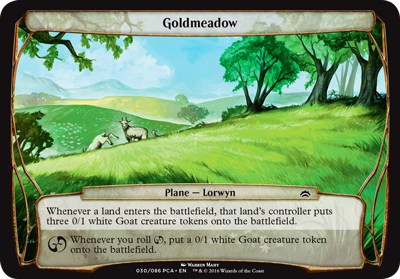 Goldmeadow
Plane – Lorwyn
Whenever a land enters the battlefield, that land's controller puts
three 0/1 white Goat creature tokens onto the battlefield.
Whenever you roll , put a 0/1 white Goat creature token
onto the battlefield.
Warren Mahy
030/086 PCA • EN ™ & © 2016 Wizards of the Coast